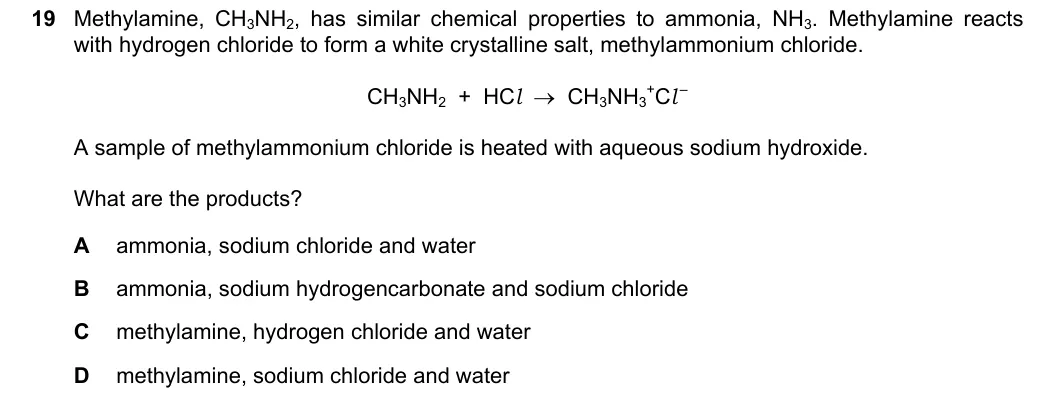 19 Methylamine, CH₃NH₂, has similar chemical properties to ammonia, NH₃. Methylamine reacts
with hydrogen chloride to form a white crystalline salt, methylammonium chloride.
CH₃NH₂ + HCl → CH₃NH₃⁺Cl⁻
A sample of methylammonium chloride is heated with aqueous sodium hydroxide.
What are the products?
A ammonia, sodium chloride and water
B ammonia, sodium hydrogencarbonate and sodium chloride
C methylamine, hydrogen chloride and water
D methylamine, sodium chloride and water